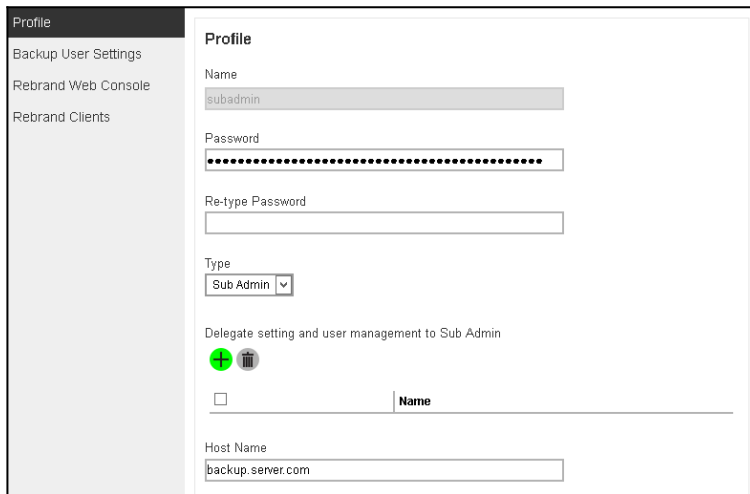 Profile
Backup User Settings
Rebrand Web Console
Rebrand Clients
Profile
Name
subadmin
Password
Re-type Password
Type
Sub Admin
Delegate setting and user management to Sub Admin
Name
Host Name
backup.server.com